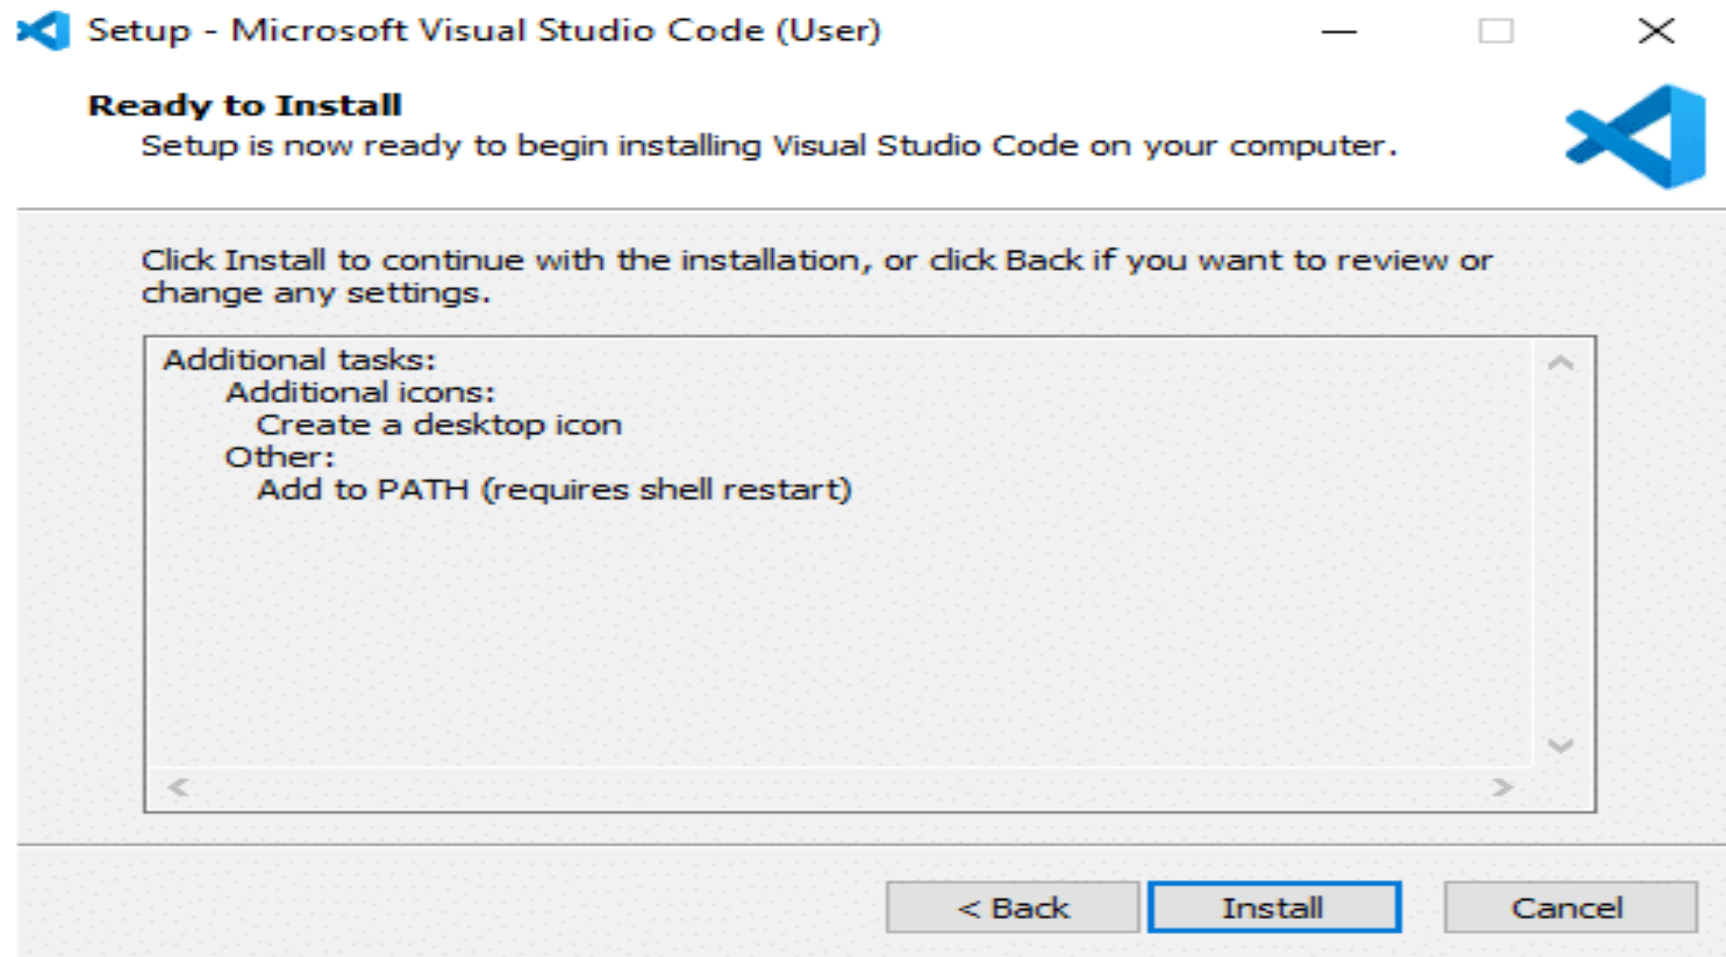 Setup - Microsoft Visual Studio Code (User)
Ready to Install
Setup is now ready to begin installing Visual Studio Code on your computer.
Click Install to continue with the installation, or click Back if you want to review or
change any settings.
Additional tasks:
Additional icons:
Create a desktop icon
Other:
Add to PATH (requires shell restart)
< Back
Install
Cancel